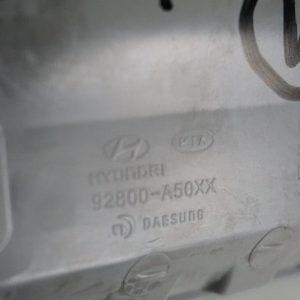 KIA
HYUNDAI
92800-A50XX
DAESUNG